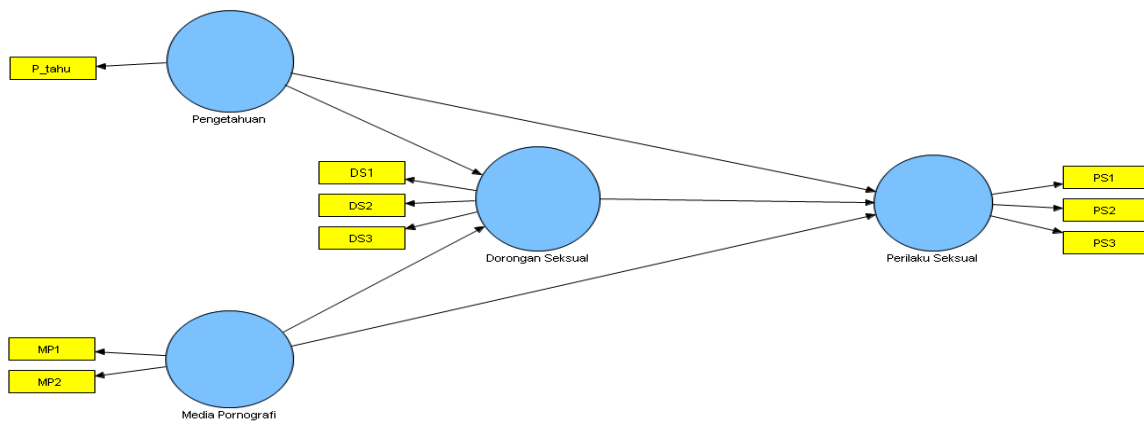 P_tahu
Pengetahuan
DS1
DS2
DS3
Dorongan Seksual
PS1
PS2
PS3
Perilaku Seksual
MP1
MP2
Media Pornografi